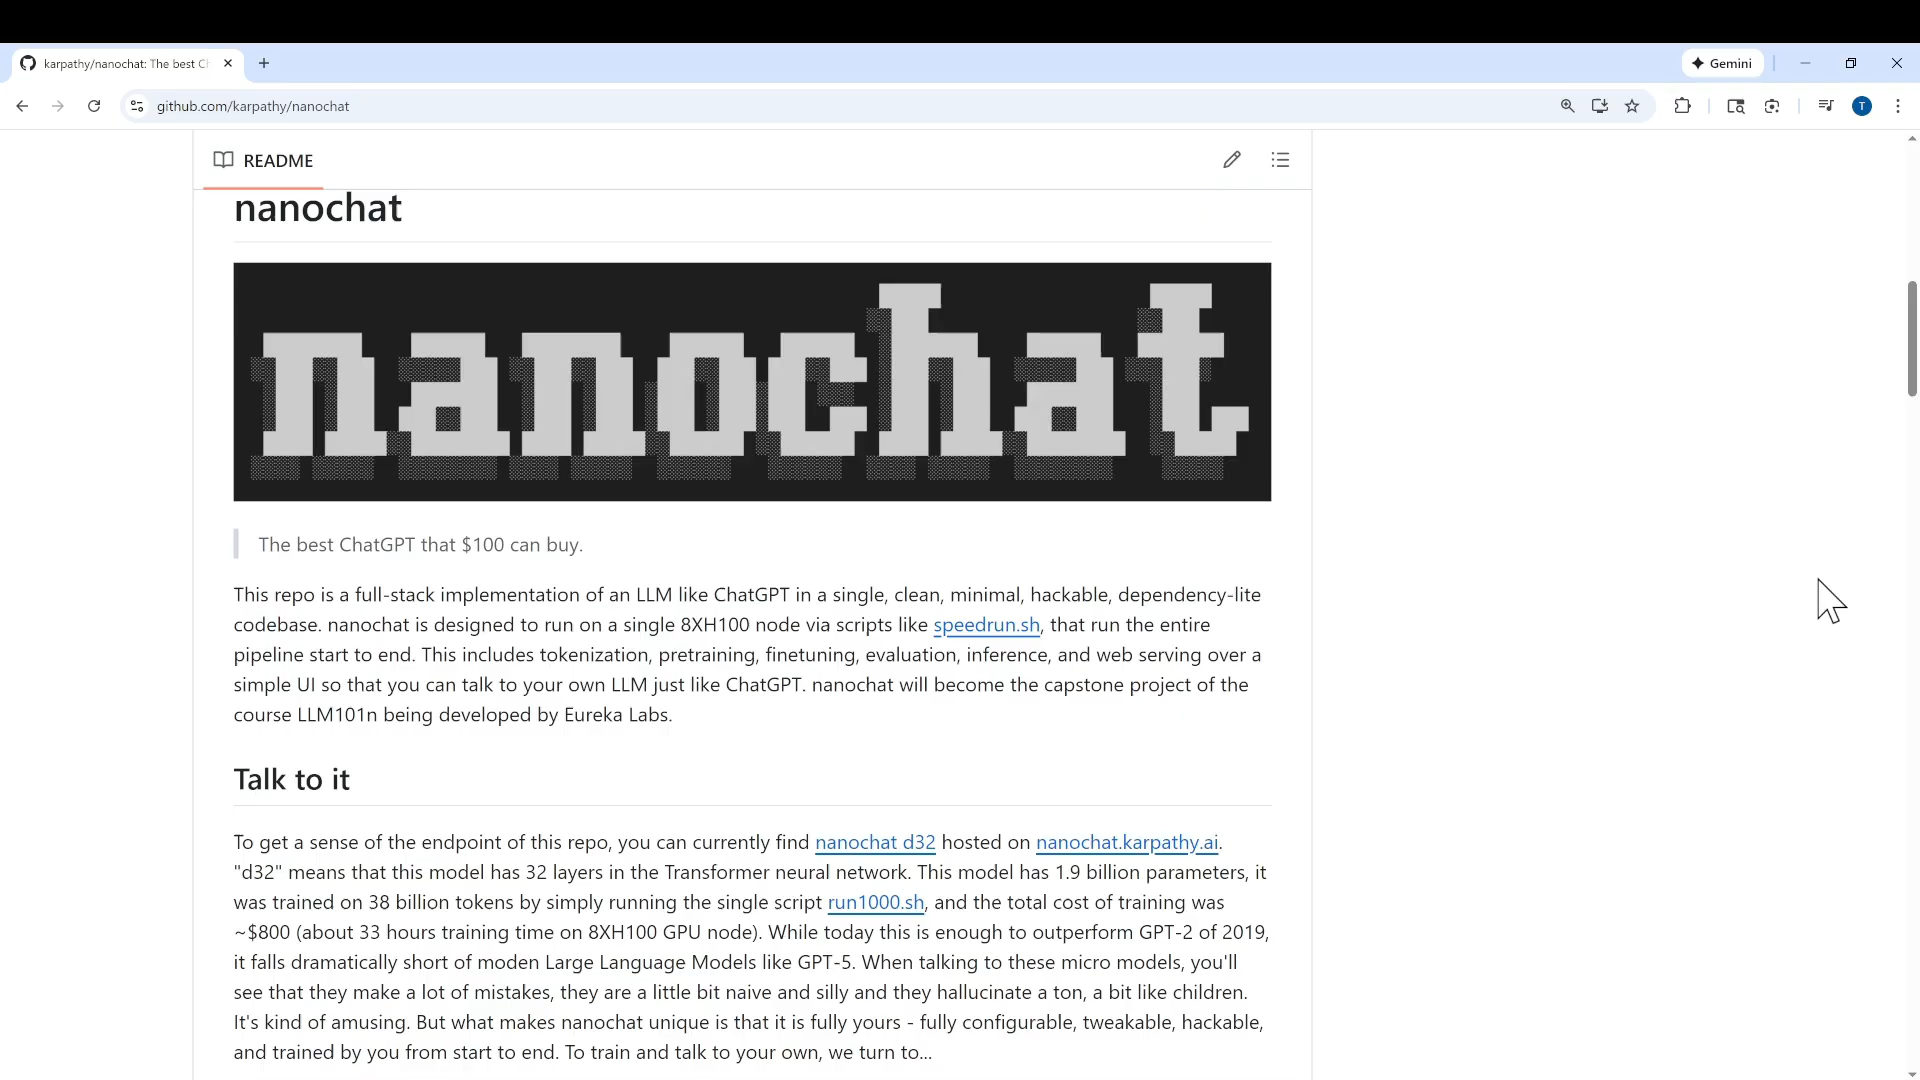 karpathy/nanochat: The best C
Gemini
github.com/karpathy/nanochat
T
README
nanochat
nanochat
The best ChatGPT that $100 can buy.
This repo is a full-stack implementation of an LLM like ChatGPT in a single, clean, minimal, hackable, dependency-lite
codebase. nanochat is designed to run on a single 8XH100 node via scripts like speedrun.sh, that run the entire
pipeline start to end. This includes tokenization, pretraining, finetuning, evaluation, inference, and web serving over a
simple UI so that you can talk to your own LLM just like ChatGPT. nanochat will become the capstone project of the
course LLM101n being developed by Eureka Labs.
Talk to it
To get a sense of the endpoint of this repo, you can currently find nanochat d32 hosted on nanochat.karpathy.ai.
"d32" means that this model has 32 layers in the Transformer neural network. This model has 1.9 billion parameters, it
was trained on 38 billion tokens by simply running the single script run1000.sh, and the total cost of training was
~$800 (about 33 hours training time on 8XH100 GPU node). While today this is enough to outperform GPT-2 of 2019,
it falls dramatically short of moden Large Language Models like GPT-5. When talking to these micro models, you'll
see that they make a lot of mistakes, they are a little bit naive and silly and they hallucinate a ton, a bit like children.
It's kind of amusing. But what makes nanochat unique is that it is fully yours - fully configurable, tweakable, hackable,
and trained by you from start to end. To train and talk to your own, we turn to...